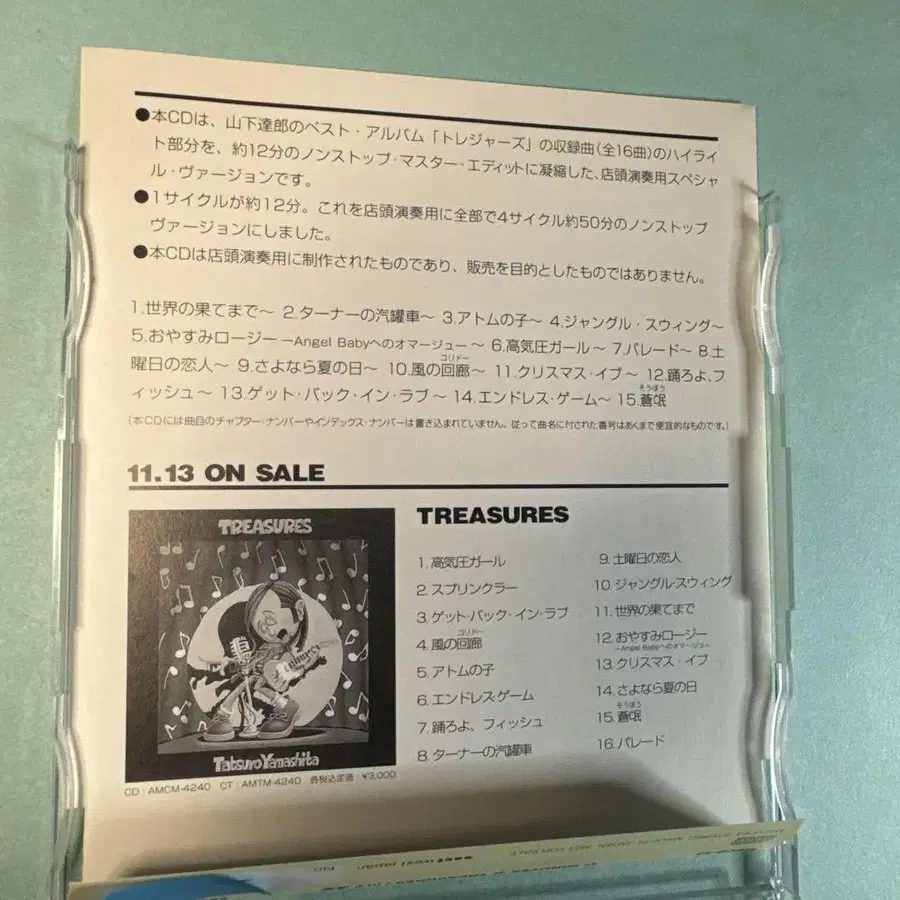 ●本CDは、山下達郎のベスト・アルバム「トレジャーズ」の収録曲(全16曲)のハイライ
ト部分を、約12分のノンストップ・マスター・エディットに凝縮した、店頭演奏用スペシャ
ル・ヴァージョンです。
●1サイクルが約12分。これを店頭演奏用に全部で4サイクル約50分のノンストップ
ヴァージョンにしました。
●本CDは店頭演奏用に制作されたものであり、販売を目的としたものではありません。
1.世界の果てまで〜 2.ターナーの汽罐車〜 3.アトムの子〜 4.ジャングル・スウィング〜
5.おやすみロージー —Angel Babyへのオマージュー〜 6.高気圧ガール〜 7.パレード〜 8.土
曜日の恋人〜 9.さよなら夏の日〜 10.風の回廊〜 11.クリスマス・イブ〜 12.踊ろよ、フ
コリドー
ィッシュ〜 13.ゲット・バック・イン・ラブ〜 14.エンドレス・ゲーム〜 15.蒼氓
そうぼう
(本CDには曲目のチャプター・ナンバーやインデックス・ナンバーは書き込まれていません。従って曲名に付された番号はあくまで便宜的なものです。)
11.13 ON SALE
TREASURES
Tatsuro Yamashita
CD : AMCM-4240 CT : AMTM-4240 消費税込定価 : ¥3,000
TREASURES
1.高気圧ガール
2.スプリンクラー
3.ゲット・バック・イン・ラブ
コリドー
4.風の回廊
5.アトムの子
6.エンドレス・ゲーム
7.踊ろよ、フィッシュ
8.ターナーの汽罐車
9.土曜日の恋人
10.ジャングル・スウィング
11.世界の果てまで
12.おやすみロージー
—Angel Babyへのオマージュ—
13.クリスマス・イブ
14.さよなら夏の日
そうぼう
15.蒼氓
16.パレード